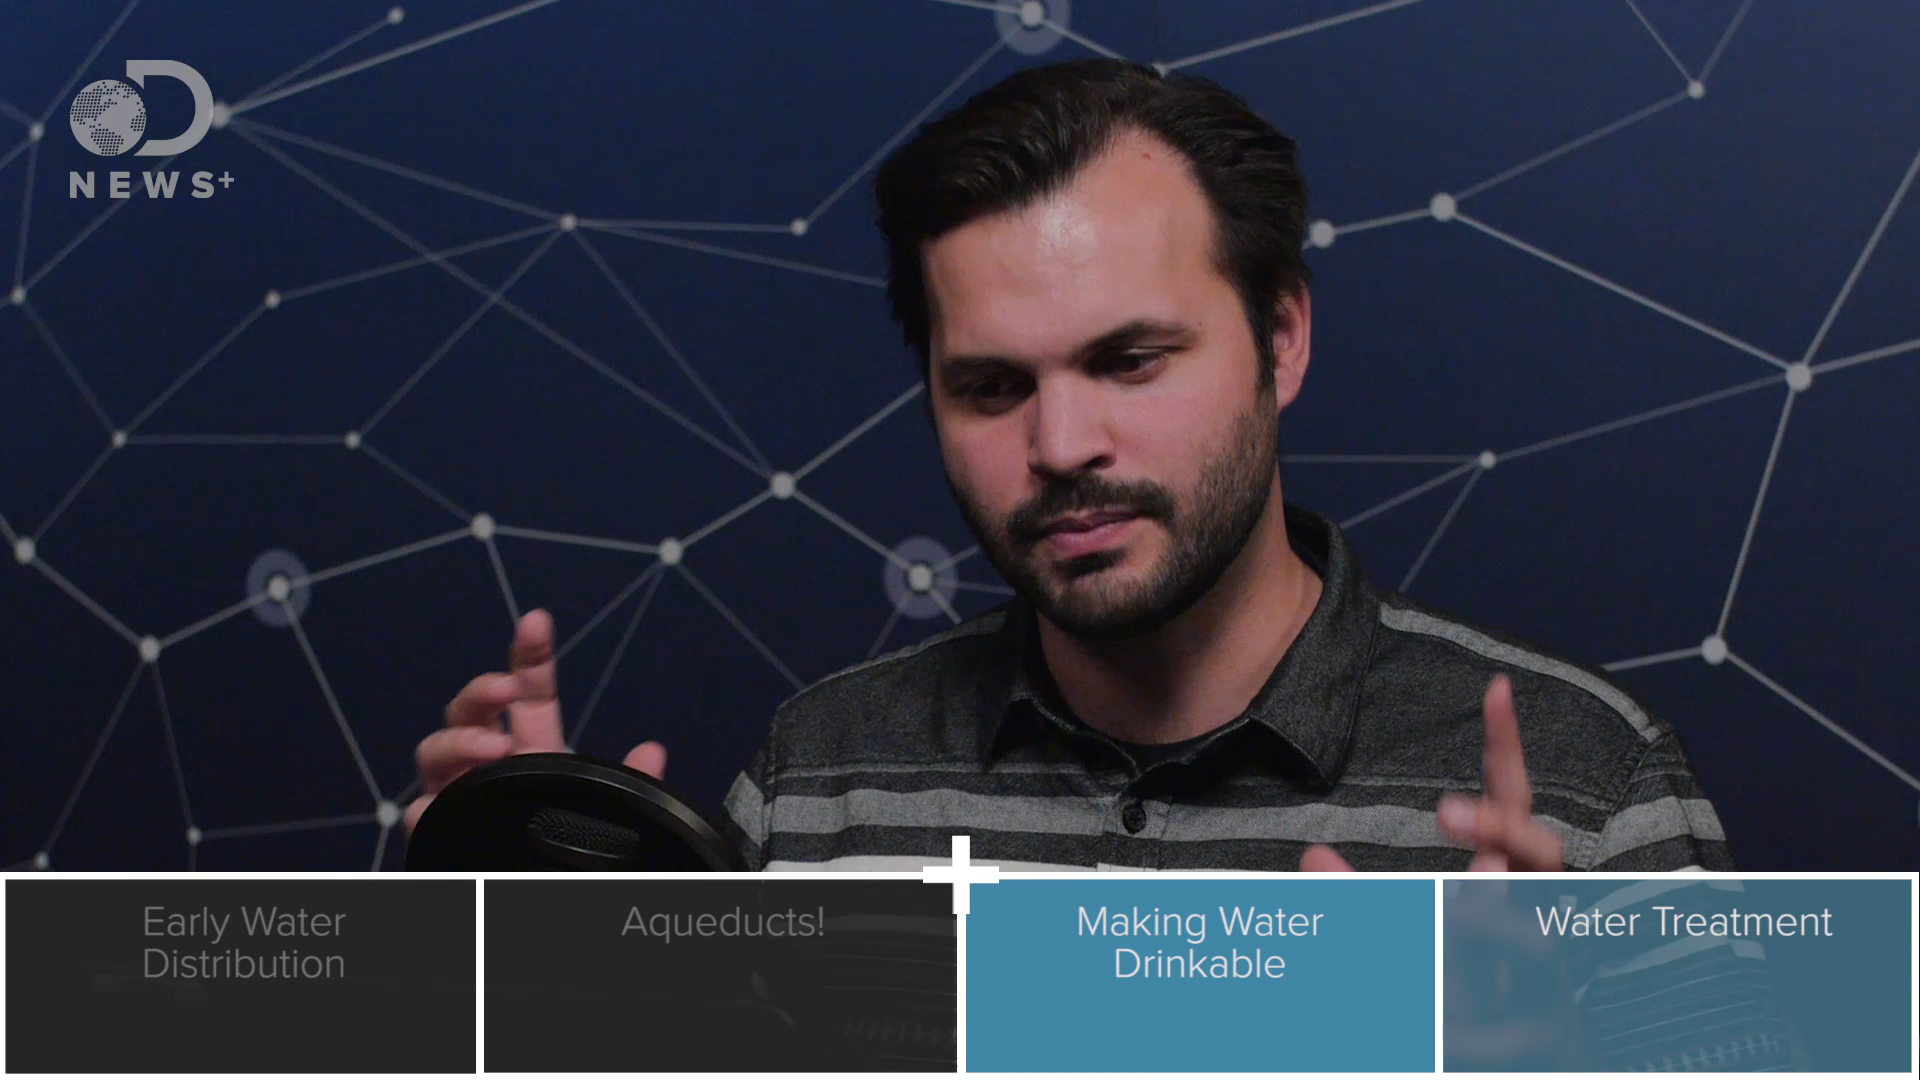 NEWS+
Early Water
Distribution
Aqueducts!
Making Water
Drinkable
Water Treatment